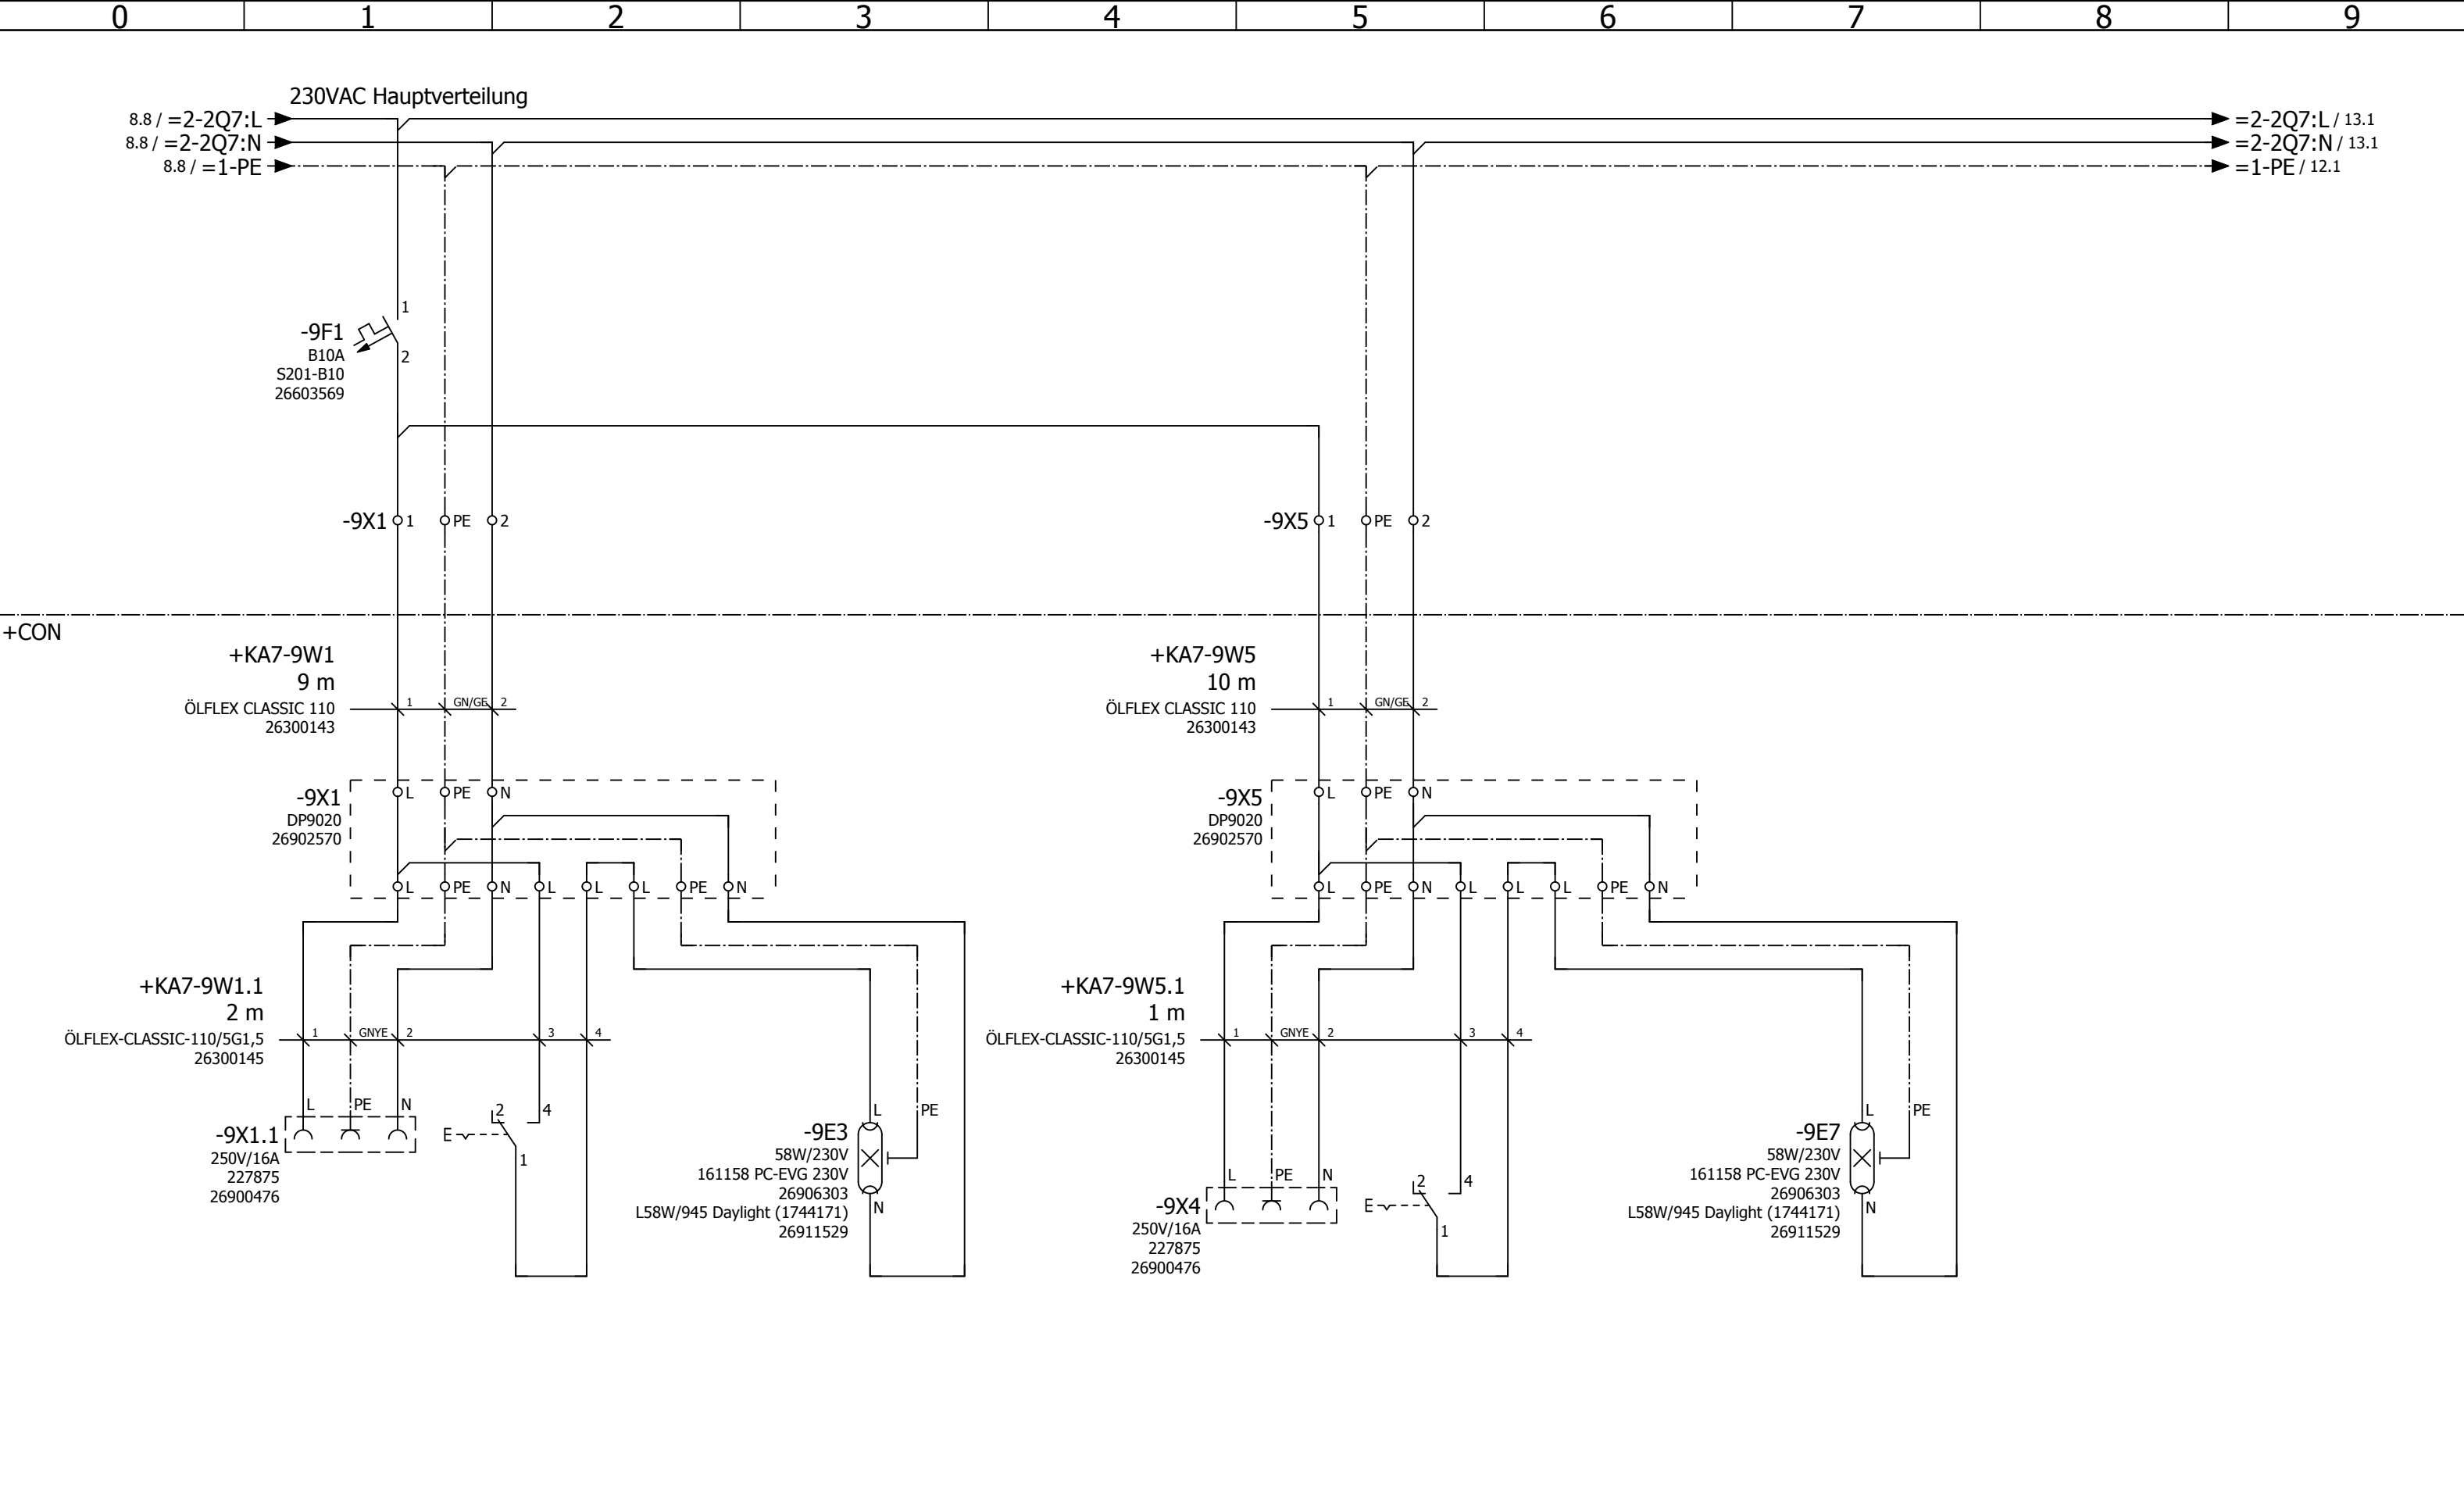 0 1 2 3 4 5 6 7 8 9
230VAC Hauptverteilung
8.8 / =2-2Q7:L =2-2Q7:L / 13.1
8.8 / =2-2Q7:N =2-2Q7:N / 13.1
8.8 / =1-PE =1-PE / 12.1
1
-9F1
B10A
2
S201-B10
26603569
-9X1 1 PE 2 -9X5 1 PE 2
+CON
+KA7-9W1
9 m
1 GN/GE 2
ÖLFLEX CLASSIC 110
26300143
+KA7-9W5
10 m
1 GN/GE 2
ÖLFLEX CLASSIC 110
26300143
L PE N
-9X1
DP9020
26902570
L PE N L L L PE N
L PE N
-9X5
DP9020
26902570
L PE N L L L PE N
+KA7-9W1.1
2 m
1 GNYE 2 3 4
ÖLFLEX-CLASSIC-110/5G1,5
26300145
+KA7-9W5.1
1 m
1 GNYE 2 3 4
ÖLFLEX-CLASSIC-110/5G1,5
26300145
L PE N
-9X1.1
250V/16A
227875
26900476
2 4
E
1
L PE
-9E3
58W/230V
161158 PC-EVG 230V
26906303
N
L58W/945 Daylight (1744171)
26911529
L PE N
-9X4
250V/16A
227875
26900476
2 4
E
1
L PE
-9E7
58W/230V
161158 PC-EVG 230V
26906303
N
L58W/945 Daylight (1744171)
26911529